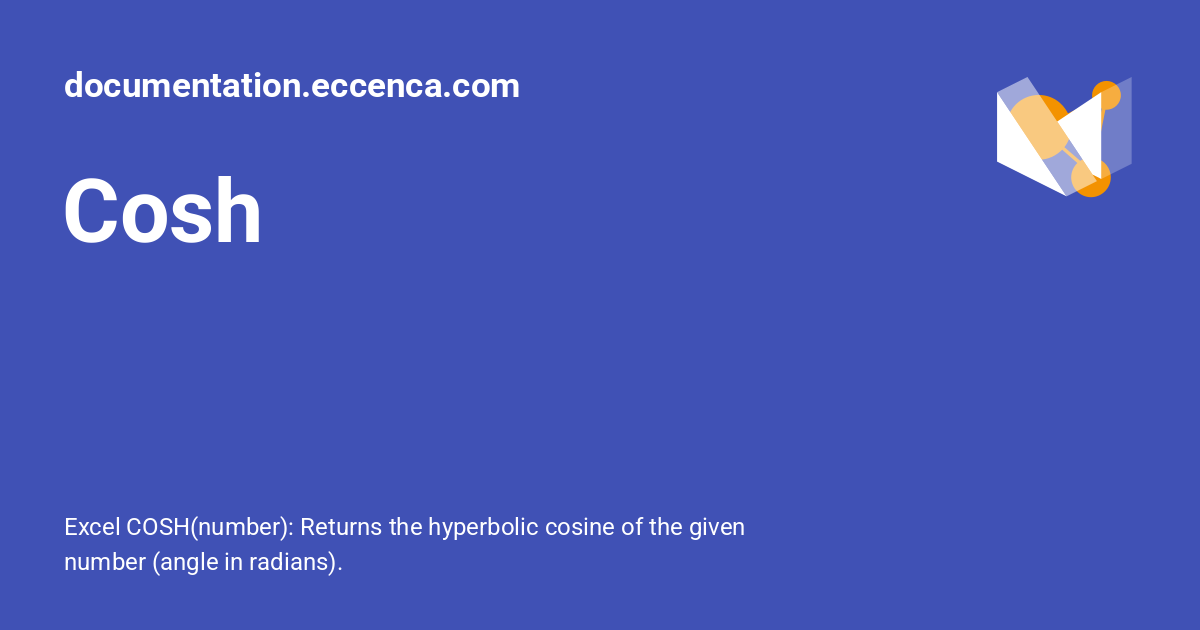 documentation.eccenca.com
Cosh
Excel COSH(number): Returns the hyperbolic cosine of the given
number (angle in radians).